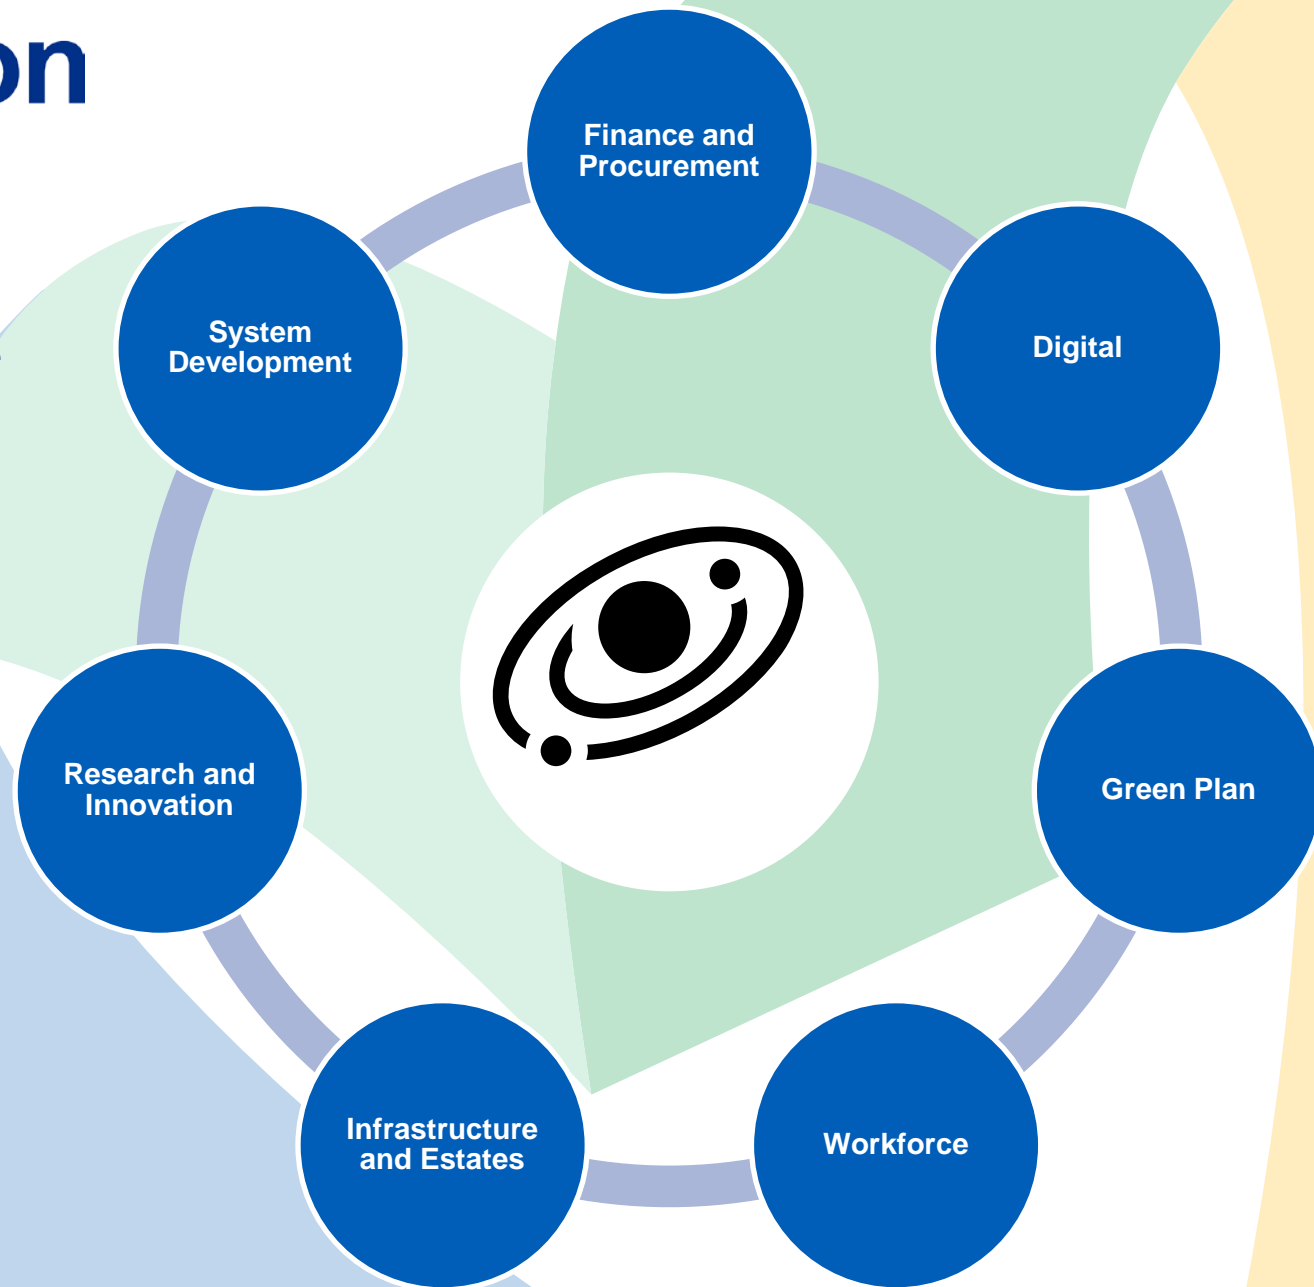 on
Finance and
Procurement
System
Development
Digital
Research and
Innovation
Green Plan
Infrastructure
and Estates
Workforce